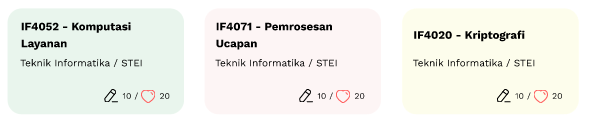 IF4052 - Komputasi
Layanan
Teknik Informatika / STEI
10 / 20
IF4071 - Pemrosesan
Ucapan
Teknik Informatika / STEI
10 / 20
IF4020 - Kriptografi
Teknik Informatika / STEI
10 / 20